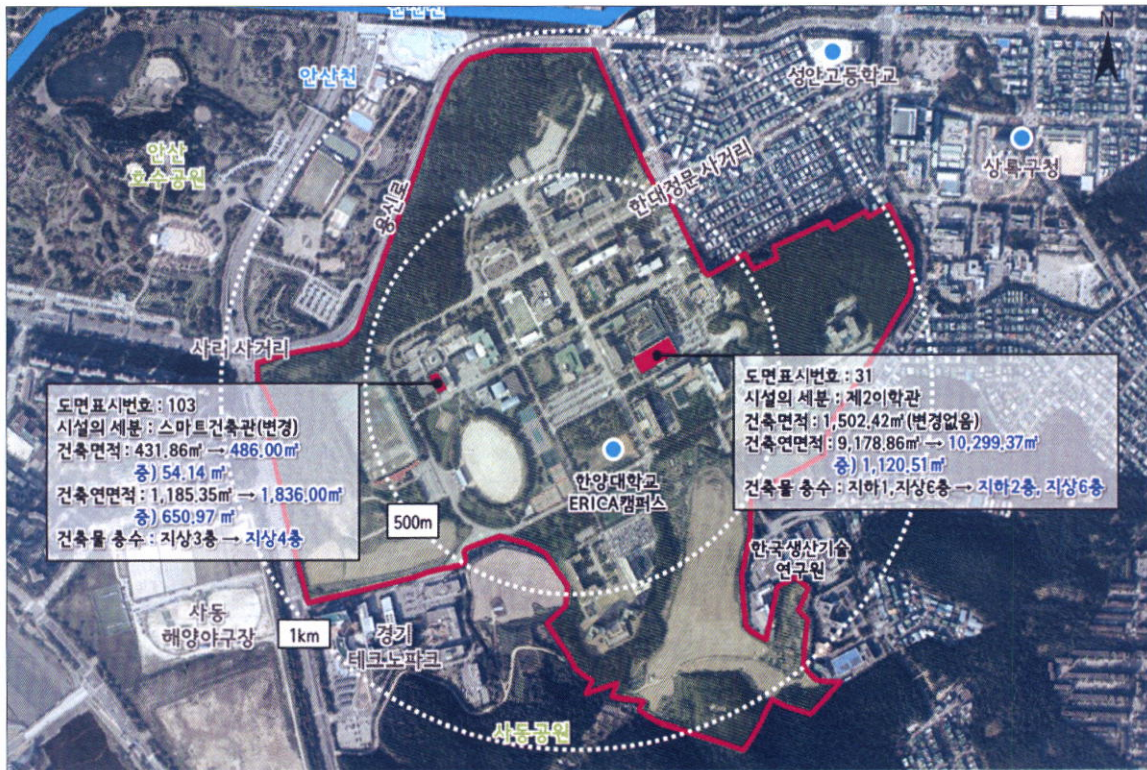 안산천
N
성안고등학교
안산
호수공원
상록구청
한대정문 사거리
용신로
사리 사거리
도면표시번호 : 103
시설의 세분 : 스마트건축관(변경)
건축면적 : 431.86㎡ → 486.00㎡
증) 54.14 ㎡
건축연면적 : 1,185.35㎡ → 1,836.00㎡
증) 650.97 ㎡
건축물 층수 : 지상3층 → 지상4층
도면표시번호 : 31
시설의 세분 : 제2이학관
건축면적 : 1,502.42㎡(변경없음)
건축연면적 : 9,178.86㎡ → 10,299.37㎡
증) 1,120.51㎡
건축물 층수 : 지하1,지상6층 → 지하2층, 지상6층
한양대학교
ERICA캠퍼스
500m
한국생산기술
연구원
사동
해양야구장
1km
경기
테크노파크
사동공원